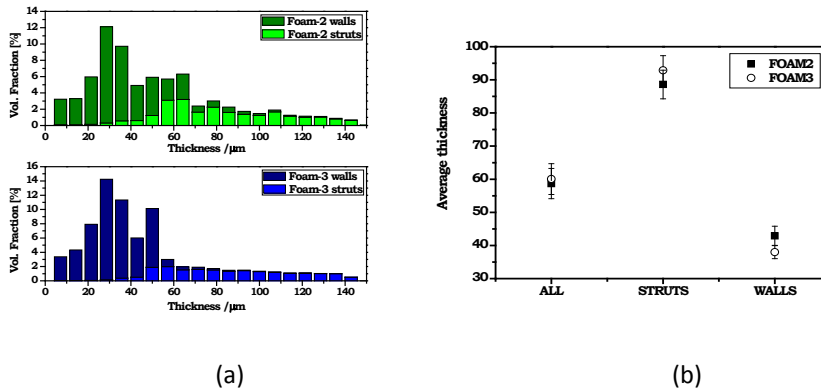 14
12
10
8
6
4
2
0
Vol. Fraction [%]
Foam-2 walls
Foam-2 struts
0 20 40 60 80 100 120 140
Thickness /μm
16
14
12
10
8
6
4
2
0
Vol. Fraction [%]
Foam-3 walls
Foam-3 struts
0 20 40 60 80 100 120 140
Thickness /μm
(a)
100
90
80
70
60
50
40
30
Average thickness
FOAM2
FOAM3
ALL STRUTS WALLS
(b)